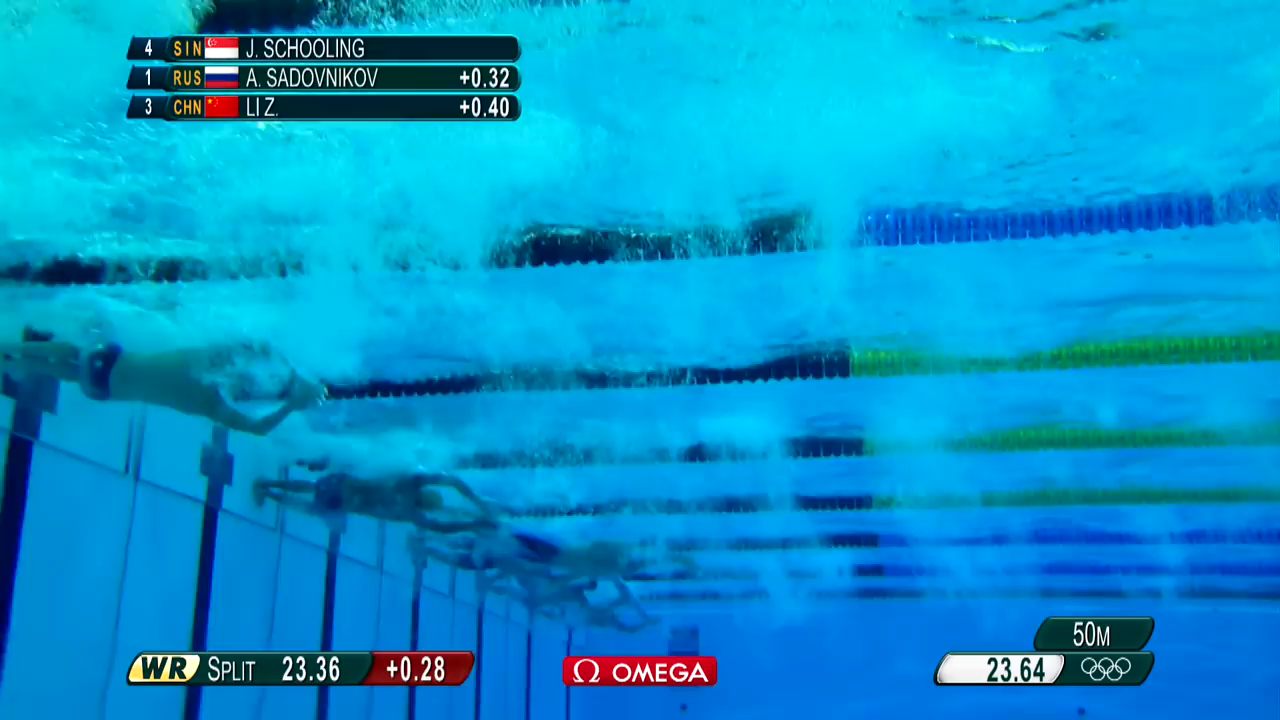 4 SIN J. SCHOOLING
1 RUS A. SADOVNIKOV +0.32
3 CHN LI Z. +0.40
50M
WR SPLIT 23.36 +0.28
Ω OMEGA
23.64